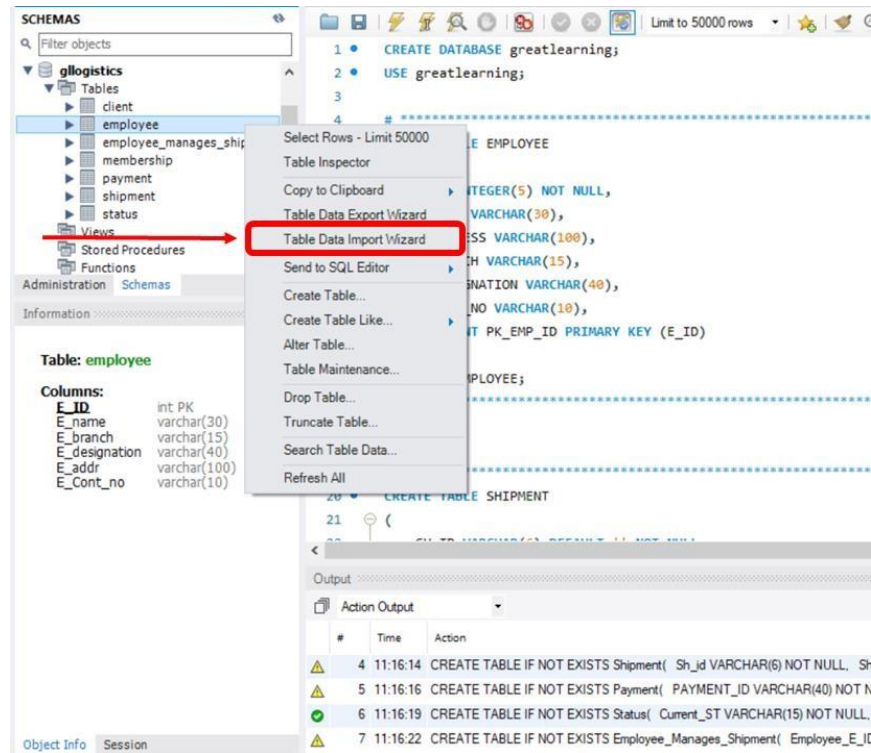 SCHEMAS
Filter objects
gllogistics
Tables
client
employee
employee_manages_ship
membership
payment
shipment
status
Views
Stored Procedures
Functions
Administration Schemas
Information
Table: employee
Columns:
E_ID int PK
E_name varchar(30)
E_branch varchar(15)
E_designation varchar(40)
E_addr varchar(100)
E_Cont_no varchar(10)
Object Info Session
Select Rows - Limit 50000
Table Inspector
Copy to Clipboard
Table Data Export Wizard
Table Data Import Wizard
Send to SQL Editor
Create Table...
Create Table Like...
Alter Table...
Table Maintenance...
Drop Table...
Truncate Table...
Search Table Data...
Refresh All
Limit to 50000 rows
1 CREATE DATABASE greatlearning;
2 USE greatlearning;
3
4 # ****
E EMPLOYEE
TEGER(5) NOT NULL,
VARCHAR(30),
SS VARCHAR(100),
H VARCHAR(15),
NATION VARCHAR(40),
NO VARCHAR(10),
NT PK_EMP_ID PRIMARY KEY (E_ID)
MPLOYEE;
20 CREATE TABLE SHIPMENT
21 (
Output
Action Output
# Time Action
4 11:16:14 CREATE TABLE IF NOT EXISTS Shipment( Sh_id VARCHAR(6) NOT NULL, Sh
5 11:16:16 CREATE TABLE IF NOT EXISTS Payment( PAYMENT_ID VARCHAR(40) NOT N
6 11:16:19 CREATE TABLE IF NOT EXISTS Status( Current_ST VARCHAR(15) NOT NULL,
7 11:16:22 CREATE TABLE IF NOT EXISTS Employee_Manages_Shipment( Employee_E_ID